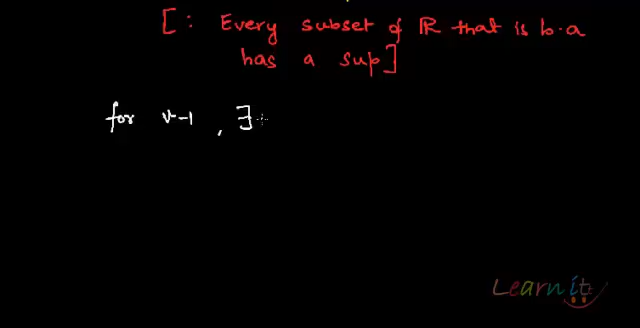 [: Every subset of ℝ that is b.a
has a sup]
for v-1 , ∃
Learnit